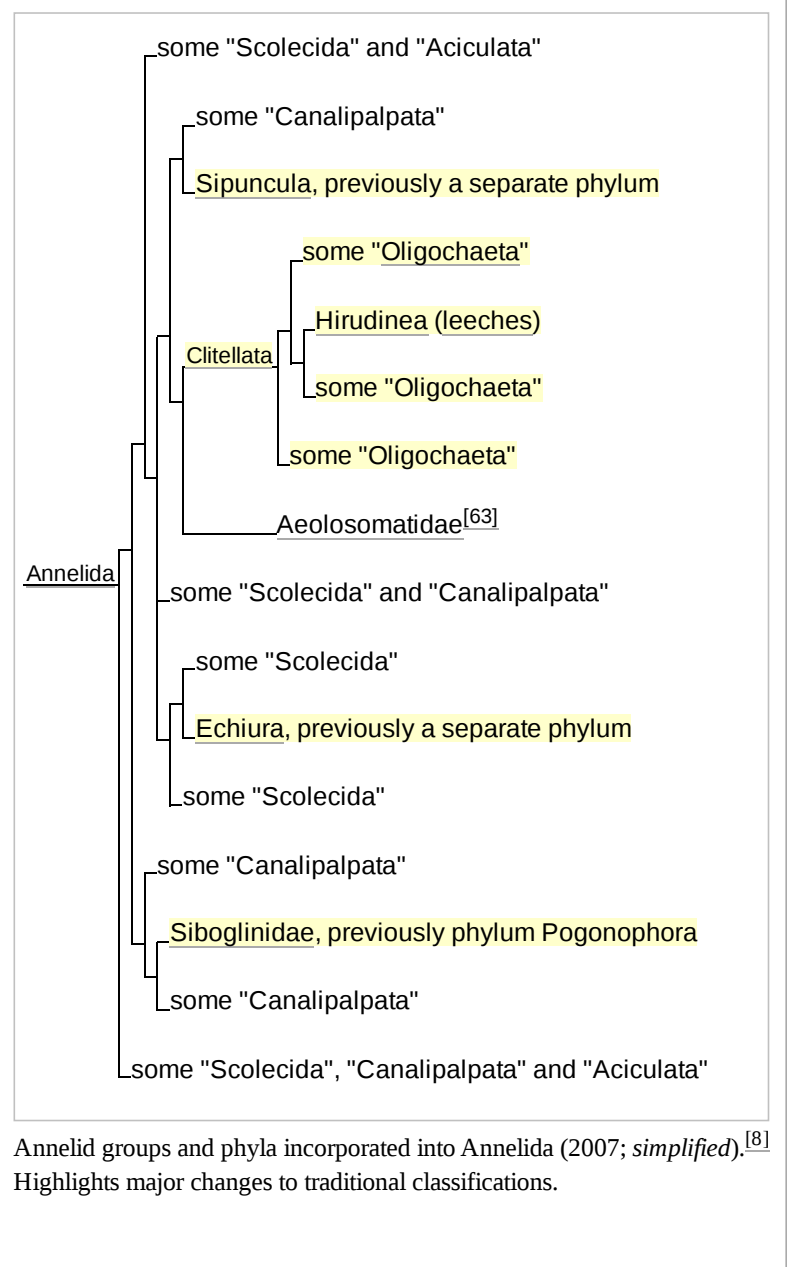 some "Scolecida" and "Aciculata"
some "Canalipalpata"
Sipuncula, previously a separate phylum
some "Oligochaeta"
Hirudinea (leeches)
Clitellata
some "Oligochaeta"
some "Oligochaeta"
Aeolosomatidae[63]
Annelida
some "Scolecida" and "Canalipalpata"
some "Scolecida"
Echiura, previously a separate phylum
some "Scolecida"
some "Canalipalpata"
Siboglinidae, previously phylum Pogonophora
some "Canalipalpata"
some "Scolecida", "Canalipalpata" and "Aciculata"
Annelid groups and phyla incorporated into Annelida (2007; simplified).[8]
Highlights major changes to traditional classifications.